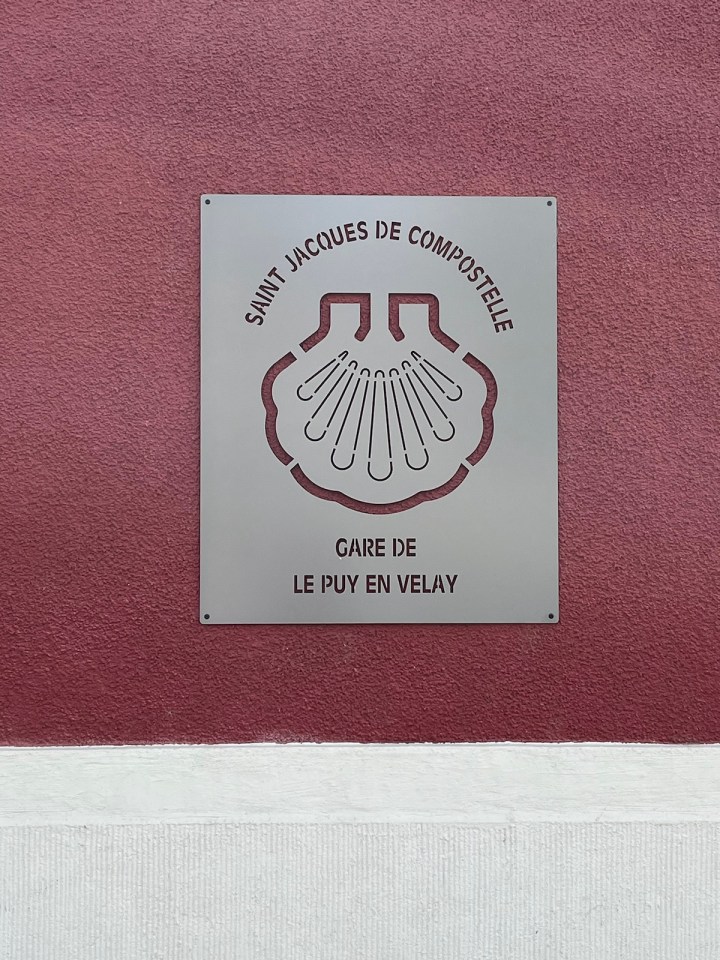 SAINT JACQUES DE COMPOSTELLE
GARE DE
LE PUY EN VELAY